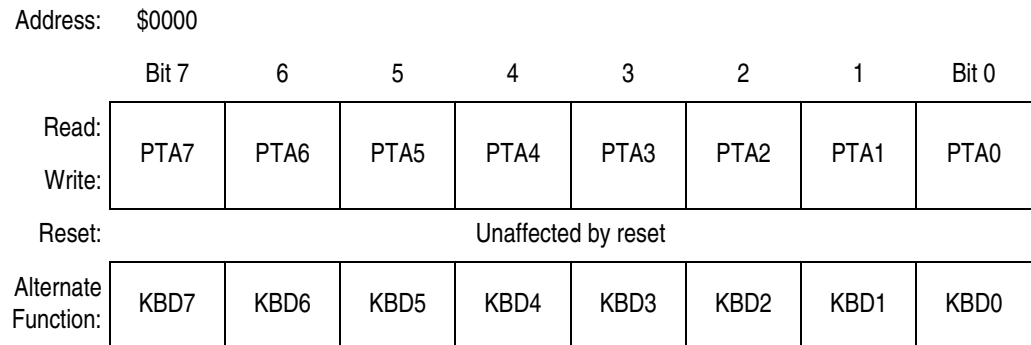 Address: $0000
Bit 7 6 5 4 3 2 1 Bit 0
Read:
PTA7 PTA6 PTA5 PTA4 PTA3 PTA2 PTA1 PTA0
Write:
Reset: Unaffected by reset
Alternate
KBD7 KBD6 KBD5 KBD4 KBD3 KBD2 KBD1 KBD0
Function: